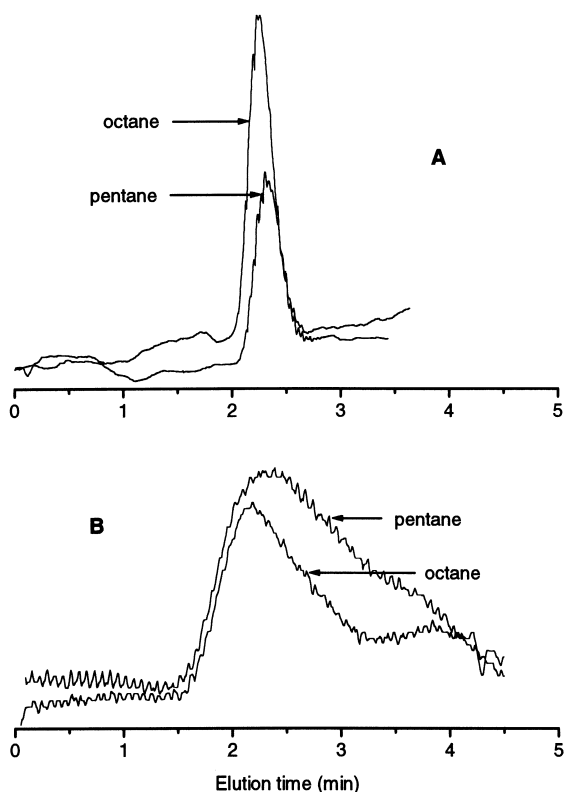 octane
A
pentane
0 1 2 3 4 5
B
pentane
octane
0 1 2 3 4 5
Elution time (min)